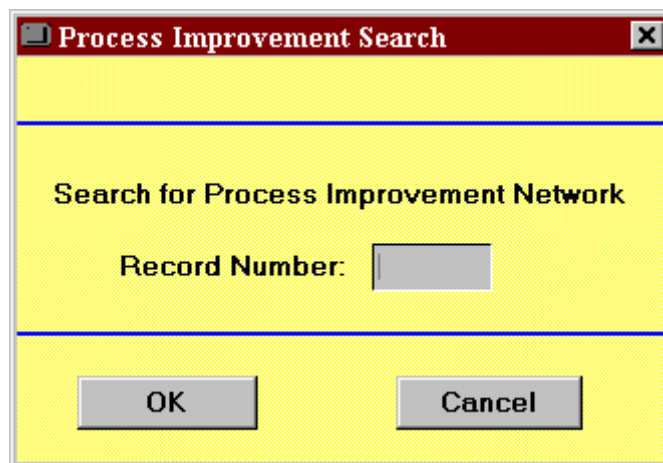 Process Improvement Search
Search for Process Improvement Network
Record Number:
OK
Cancel